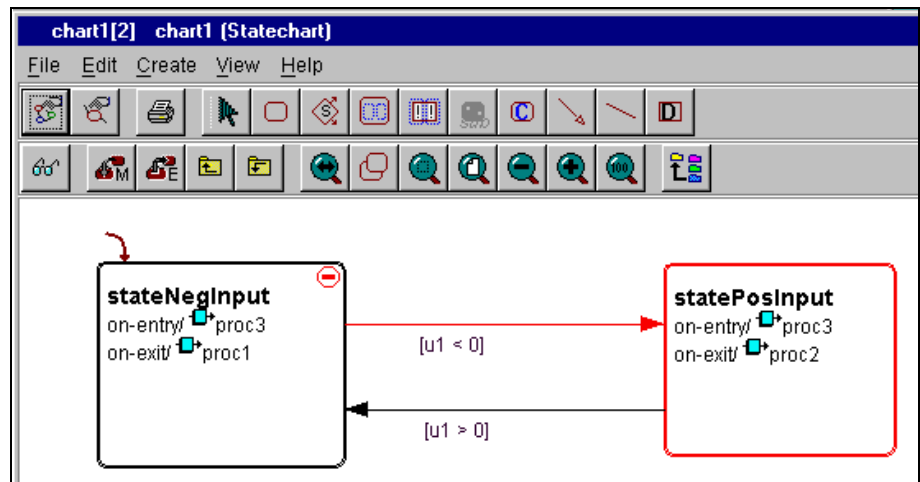 chart1[2] chart1 (Statechart)
File Edit Create View Help
S C D
M E 100
stateNegInput
on-entry/ proc3
on-exit/ proc1
[u1 < 0]
[u1 > 0]
statePosInput
on-entry/ proc3
on-exit/ proc2